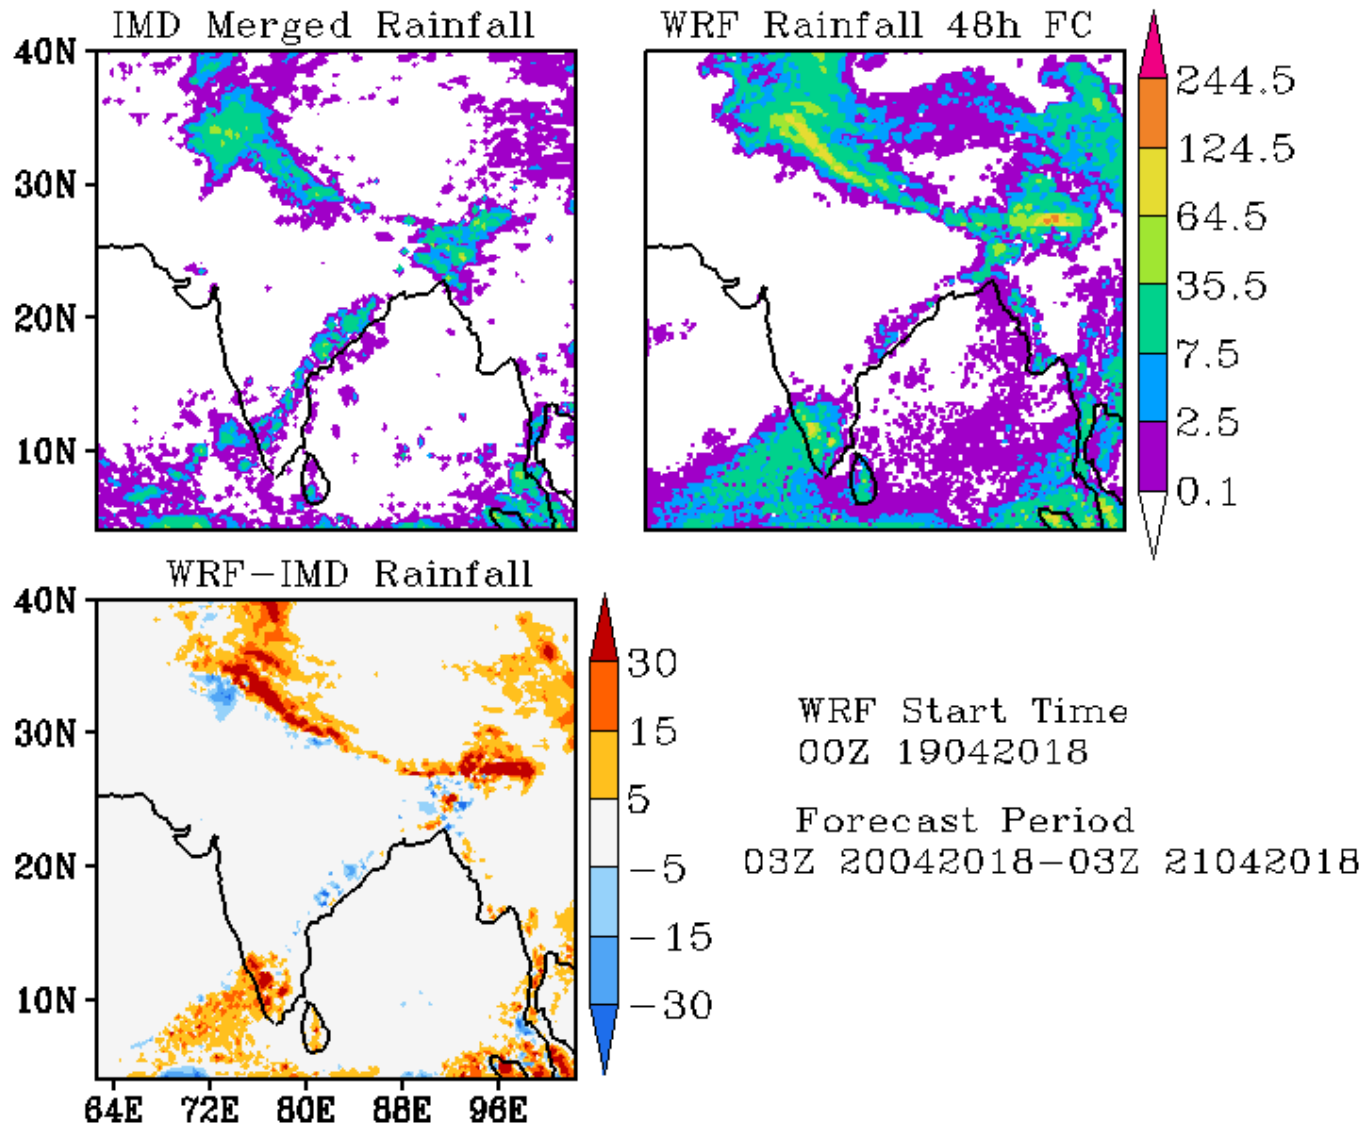 IMD Merged Rainfall
WRF Rainfall 48h FC
40N
30N
20N
10N
244.5
124.5
64.5
35.5
7.5
2.5
0.1
WRF-IMD Rainfall
40N
30N
20N
10N
64E 72E 80E 88E 96E
30
15
5
-5
-15
-30
WRF Start Time
00Z 19042018
Forecast Period
03Z 20042018-03Z 21042018